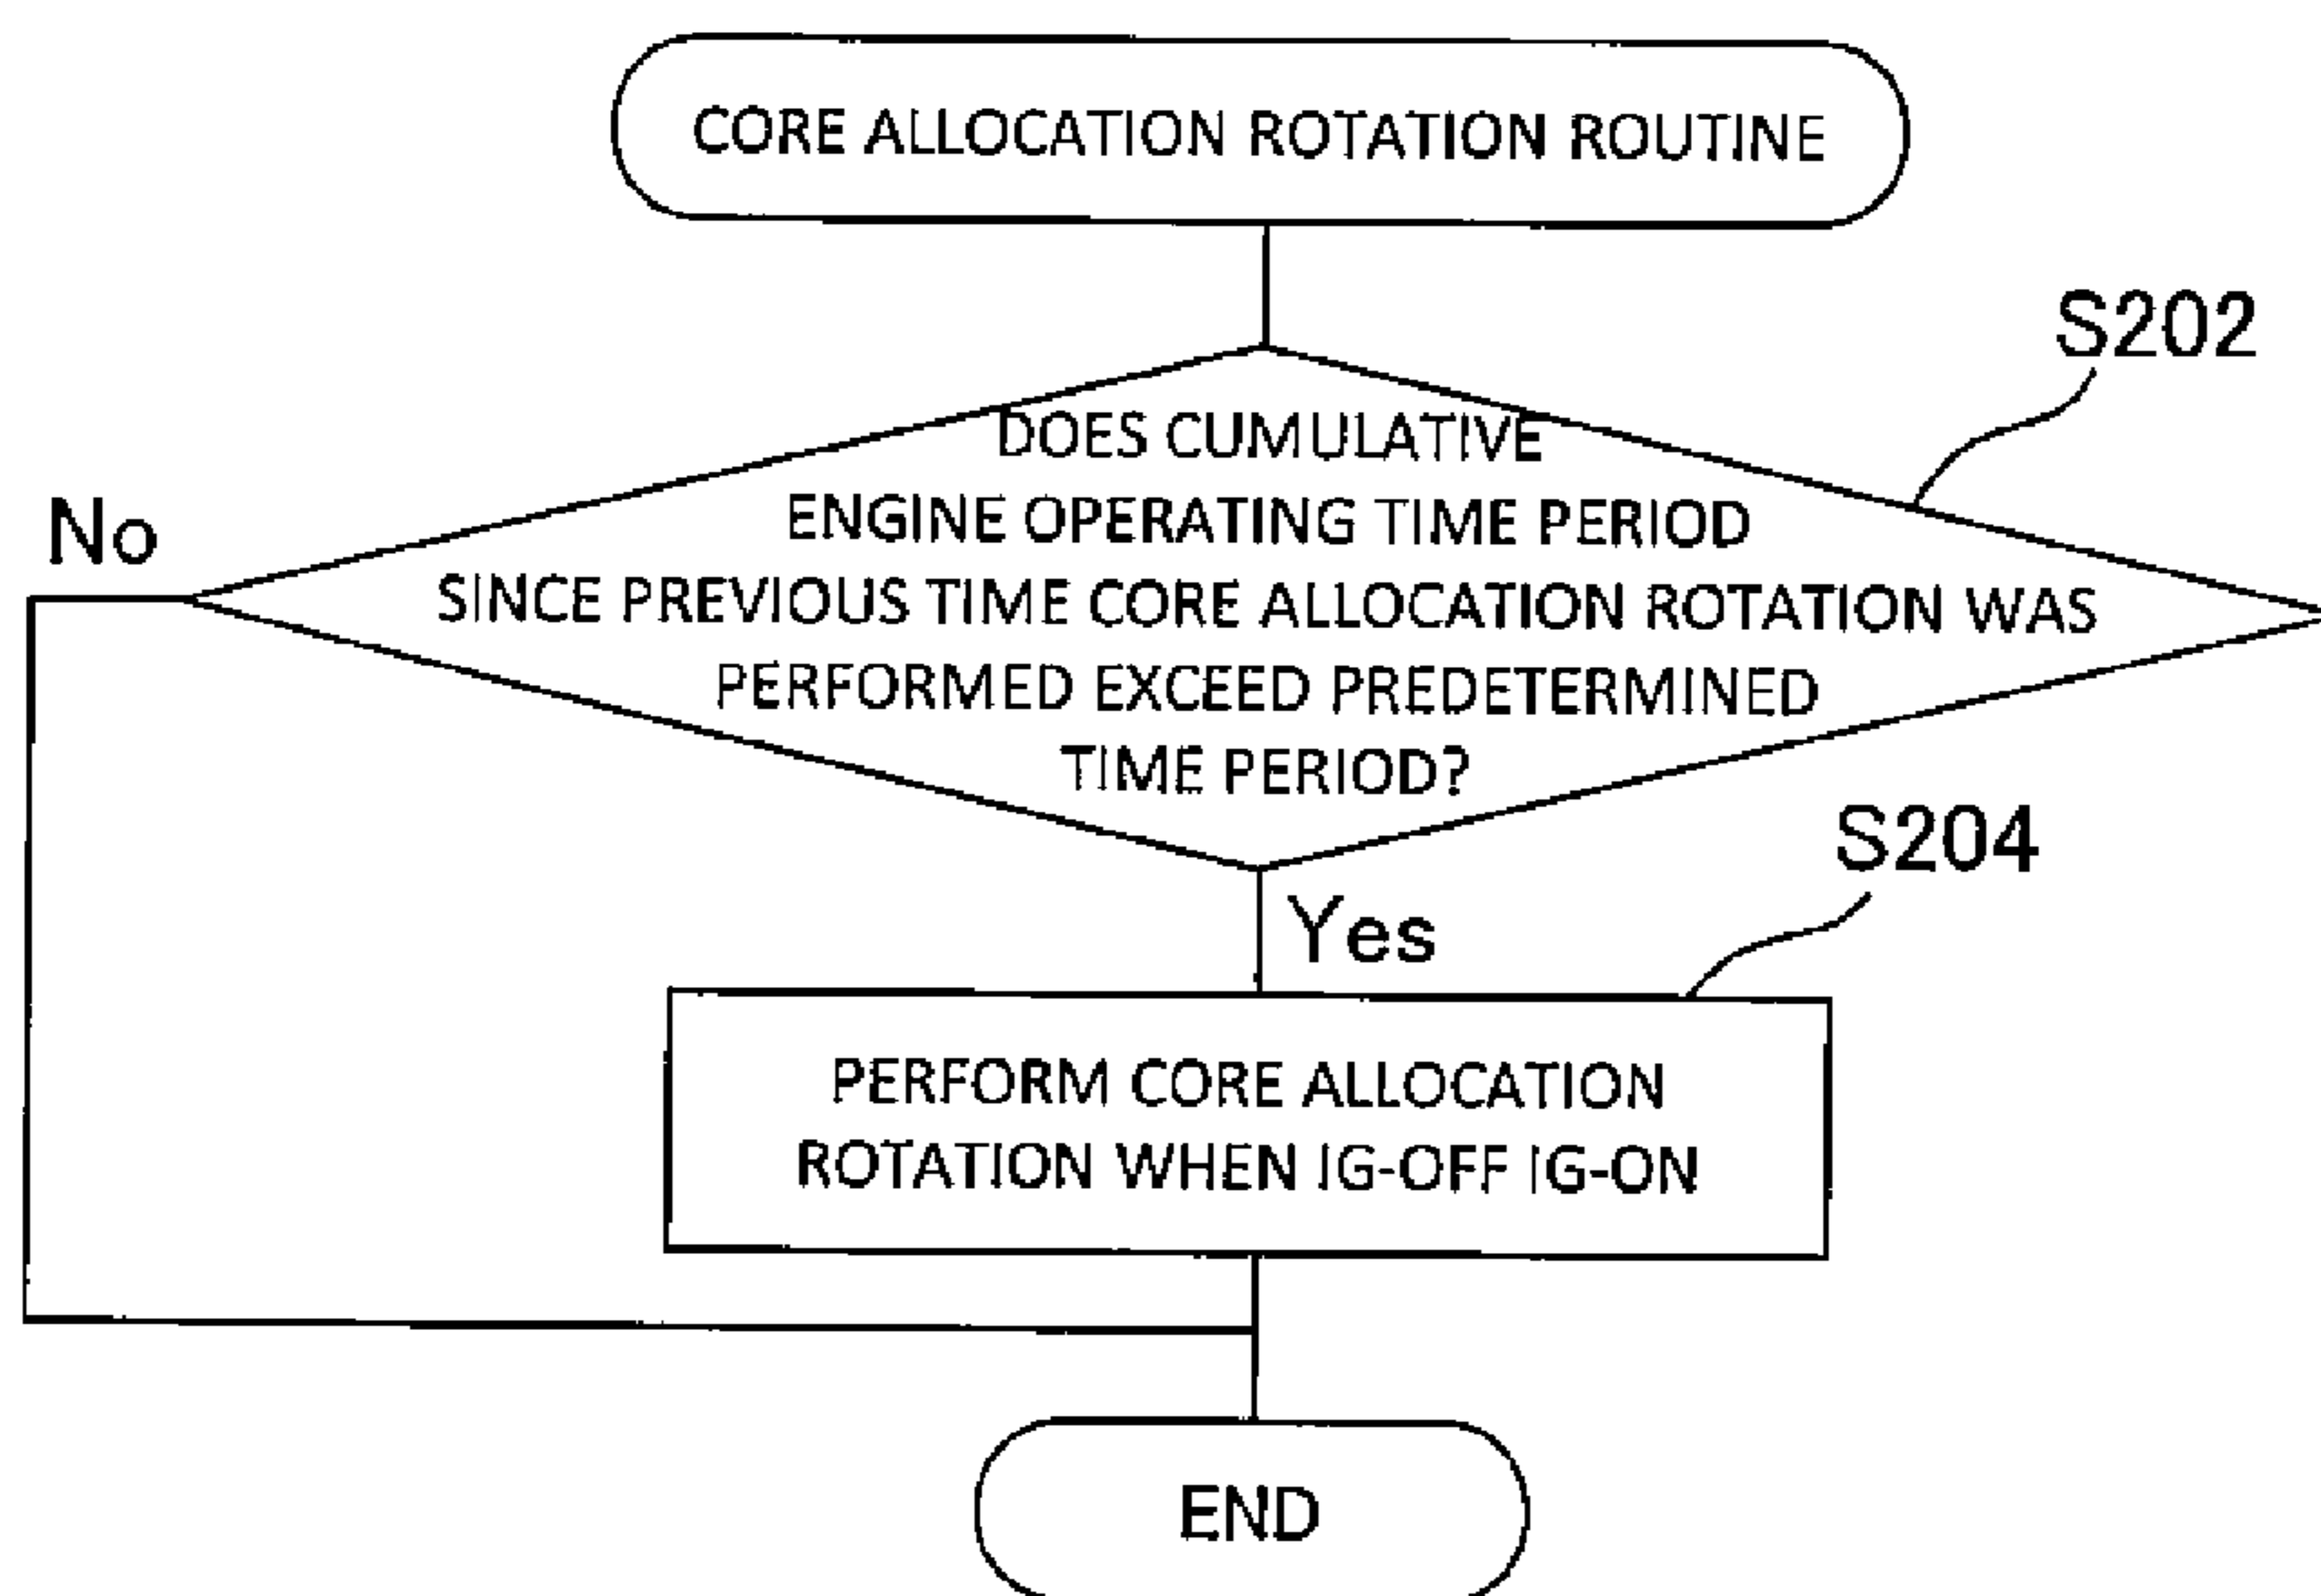 CORE ALLOCATION ROTATION ROUTINE
S202
DOES CUMULATIVE
ENGINE OPERATING TIME PERIOD
No
SINCE PREVIOUS TIME CORE ALLOCATION ROTATION WAS
PERFORMED EXCEED PREDETERMINED
TIME PERIOD?
S204
Yes
PERFORM CORE ALLOCATION
ROTATION WHEN IG-OFF IG-ON
END